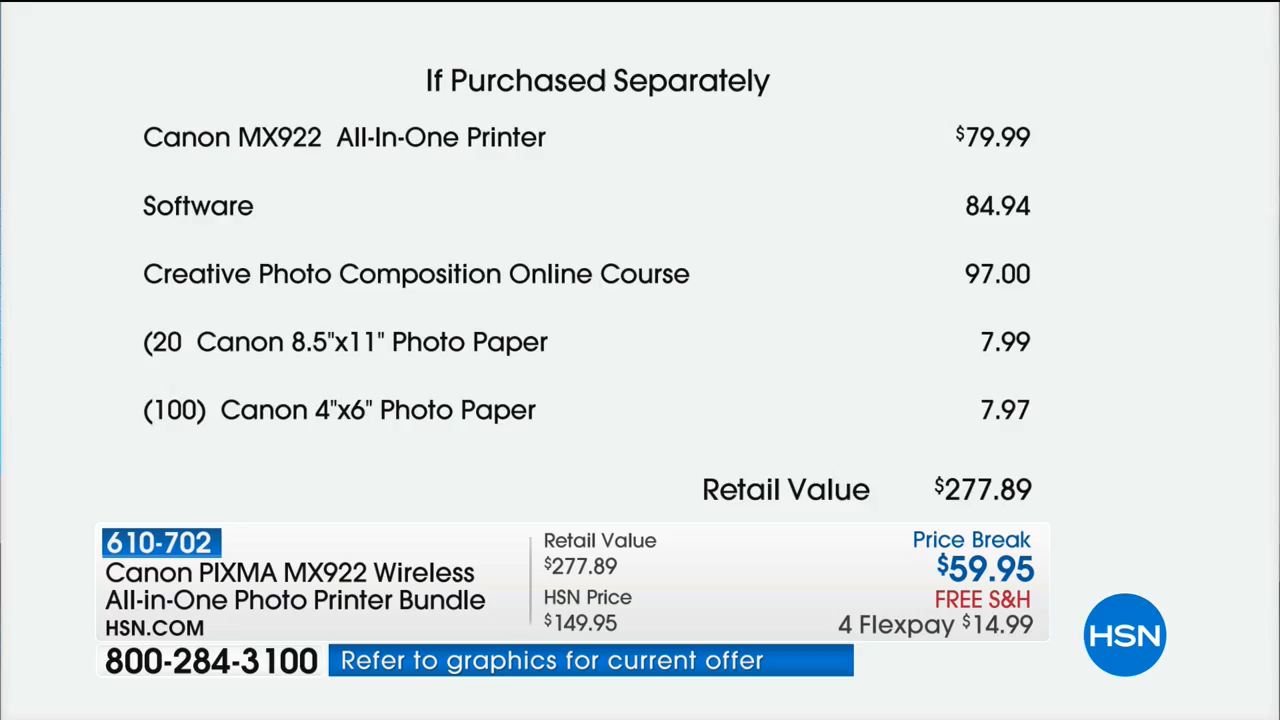 If Purchased Separately
Canon MX922 All-In-One Printer $79.99
Software 84.94
Creative Photo Composition Online Course 97.00
(20 Canon 8.5"x11" Photo Paper 7.99
(100) Canon 4"x6" Photo Paper 7.97
Retail Value $277.89
610-702
Canon PIXMA MX922 Wireless
All-in-One Photo Printer Bundle
HSN.COM
Retail Value
$277.89
HSN Price
$149.95
Price Break
$59.95
FREE S&H
4 Flexpay $14.99
800-284-3100 Refer to graphics for current offer
HSN